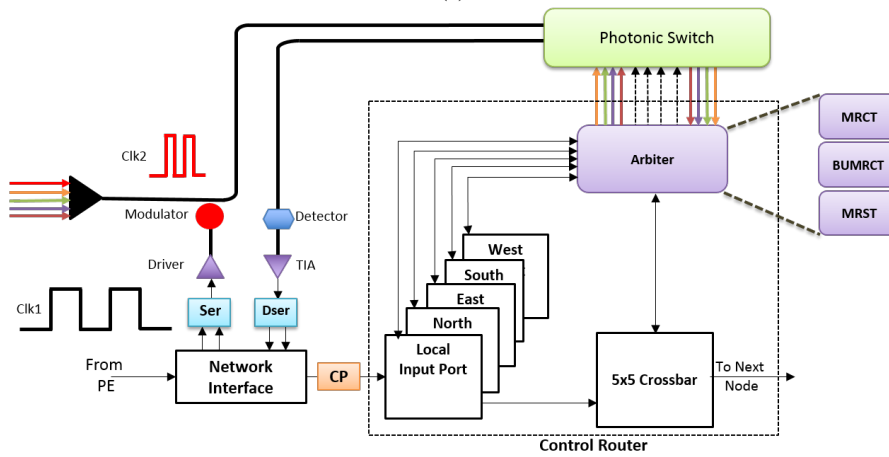 Photonic Switch
Clk2
MRCT
Arbiter
BUMRCT
Modulator
Detector
MRST
West
Driver
TIA
South
Clk1
Ser
Dser
East
North
From
PE
Network
Interface
CP
Local
Input Port
5x5 Crossbar
To Next
Node
Control Router